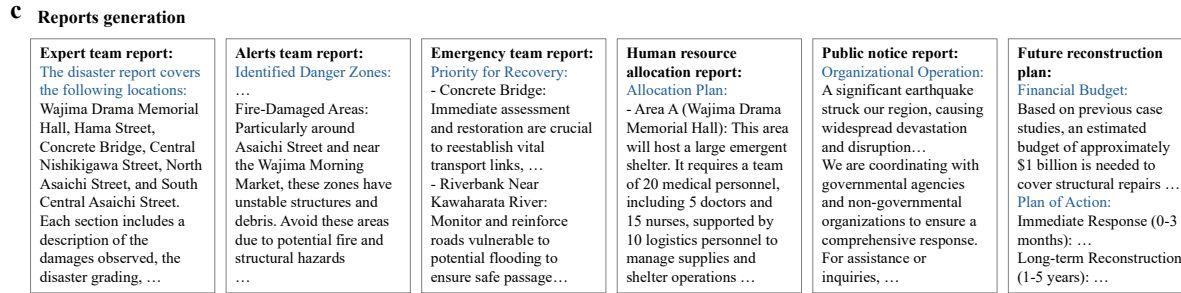 c Reports generation
Expert team report:
The disaster report covers
the following locations:
Wajima Drama Memorial
Hall, Hama Street,
Concrete Bridge, Central
Nishikigawa Street, North
Asaichi Street, and South
Central Asaichi Street.
Each section includes a
description of the
damages observed, the
disaster grading, …
Alerts team report:
Identified Danger Zones:
…
Fire-Damaged Areas:
Particularly around
Asaichi Street and near
the Wajima Morning
Market, these zones have
unstable structures and
debris. Avoid these areas
due to potential fire and
structural hazards
…
Emergency team report:
Priority for Recovery:
- Concrete Bridge:
Immediate assessment
and restoration are crucial
to reestablish vital
transport links, …
- Riverbank Near
Kawaharata River:
Monitor and reinforce
roads vulnerable to
potential flooding to
ensure safe passage…
Human resource
allocation report:
Allocation Plan:
- Area A (Wajima Drama
Memorial Hall): This area
will host a large emergent
shelter. It requires a team
of 20 medical personnel,
including 5 doctors and
15 nurses, supported by
10 logistics personnel to
manage supplies and
shelter operations …
Public notice report:
Organizational Operation:
A significant earthquake
struck our region, causing
widespread devastation
and disruption…
We are coordinating with
governmental agencies
and non-governmental
organizations to ensure a
comprehensive response.
For assistance or
inquiries, …
Future reconstruction
plan:
Financial Budget:
Based on previous case
studies, an estimated
budget of approximately
$1 billion is needed to
cover structural repairs …
Plan of Action:
Immediate Response (0-3
months): …
Long-term Reconstruction
(1-5 years): …